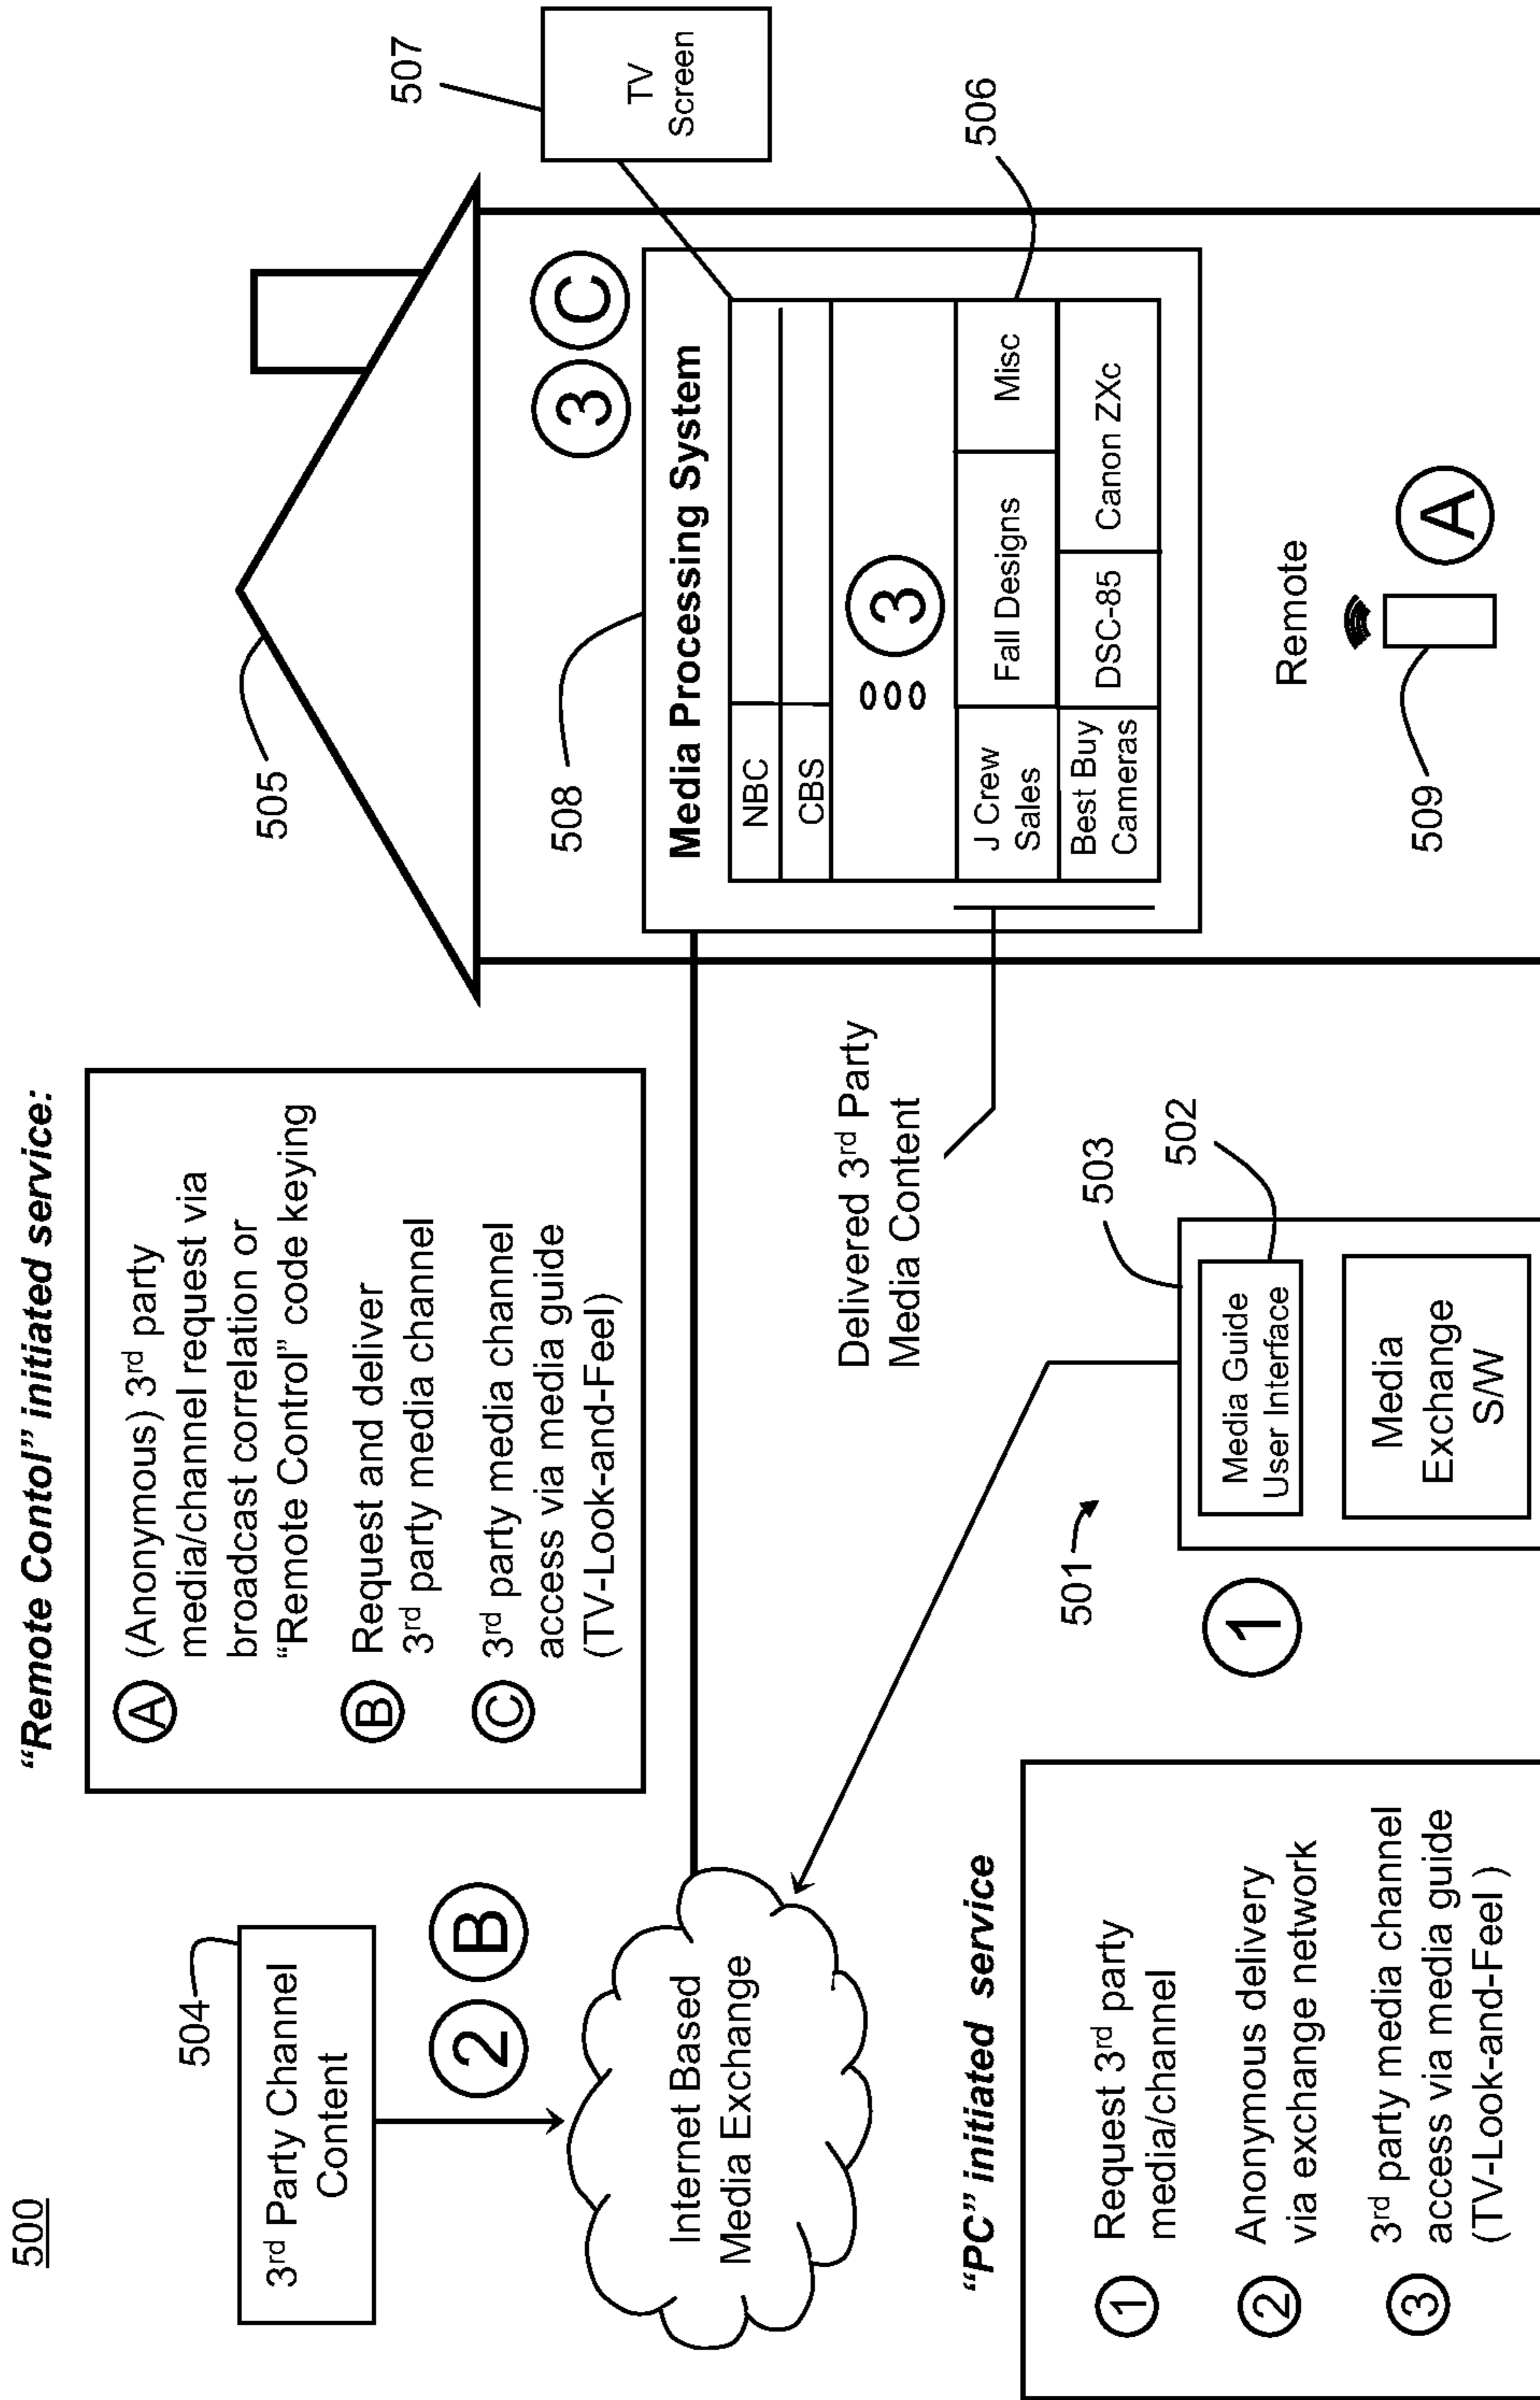 500
"Remote Contol" initiated service:
504
3rd Party Channel
Content
2
B
A
(Anonymous) 3rd party
media/channel request via
broadcast correlation or
"Remote Control" code keying
B
Request and deliver
3rd party media channel
C
3rd party media channel
access via media guide
(TV-Look-and-Feel)
505
507
TV
Screen
3
C
508
Media Processing System
NBC
CBS
3
J Crew
Sales
Fall Designs
Misc
Best Buy
Cameras
DSC-85
Canon ZXc
506
Remote
A
509
Internet Based
Media Exchange
Delivered 3rd Party
Media Content
"PC" initiated service
1
Request 3rd party
media/channel
2
Anonymous delivery
via exchange network
3
3rd party media channel
access via media guide
(TV-Look-and-Feel )
501
1
503
502
Media Guide
User Interface
Media
Exchange
S/W